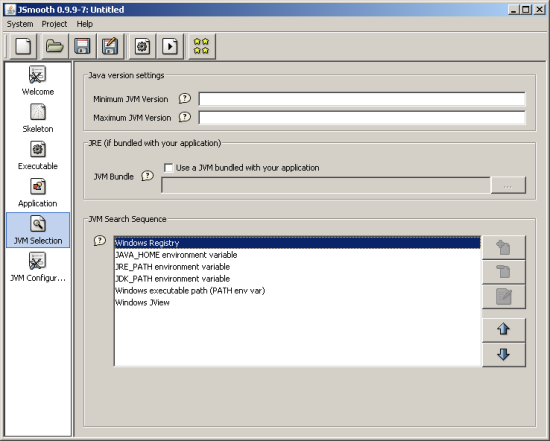 JSmooth 0.9.9-7: Untitled
System Project Help
Welcome
Skeleton
Executable
Application
JVM Selection
JVM Configur...
Java version settings
Minimum JVM Version
Maximum JVM Version
JRE (if bundled with your application)
Use a JVM bundled with your application
JVM Bundle
...
JVM Search Sequence
Windows Registry
JAVA_HOME environment variable
JRE_PATH environment variable
JDK_PATH environment variable
Windows executable path (PATH env var)
Windows JView